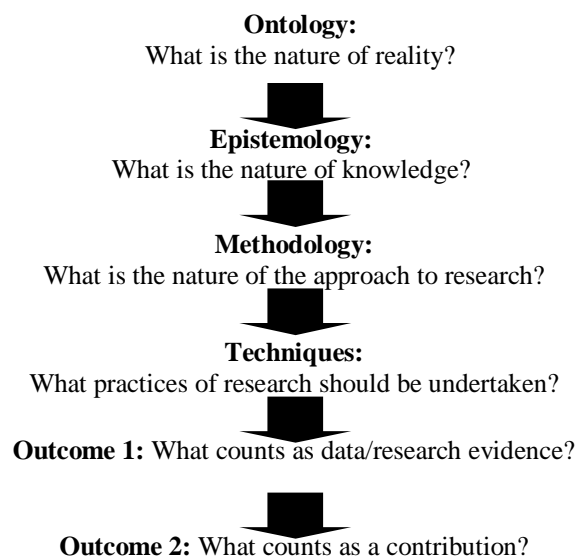 Ontology:
What is the nature of reality?
Epistemology:
What is the nature of knowledge?
Methodology:
What is the nature of the approach to research?
Techniques:
What practices of research should be undertaken?
Outcome 1: What counts as data/research evidence?
Outcome 2: What counts as a contribution?